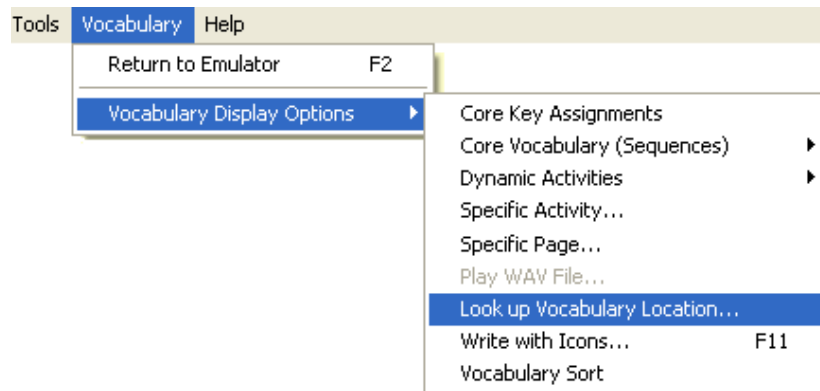 Tools Vocabulary Help
Return to Emulator F2
Vocabulary Display Options
Core Key Assignments
Core Vocabulary (Sequences)
Dynamic Activities
Specific Activity...
Specific Page...
Play WAV File...
Look up Vocabulary Location...
Write with Icons... F11
Vocabulary Sort